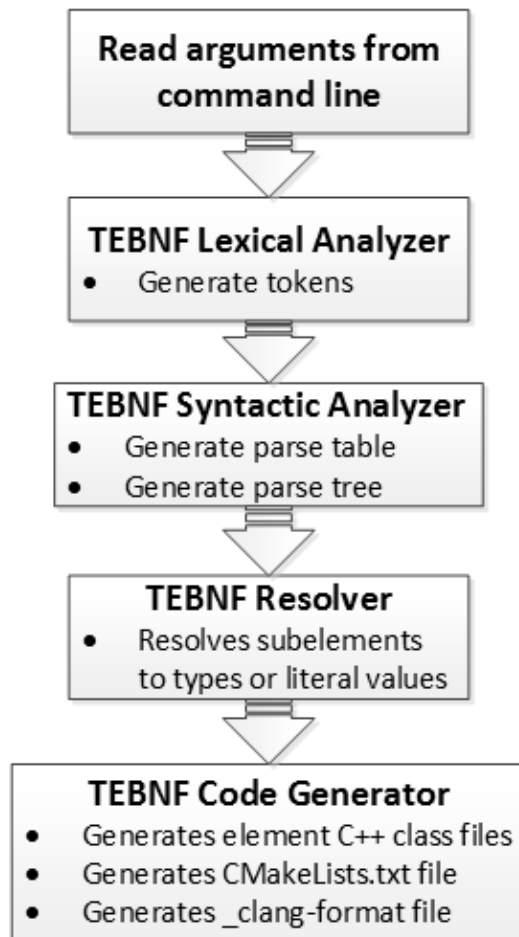 Read arguments from
command line
TEBNF Lexical Analyzer
• Generate tokens
TEBNF Syntactic Analyzer
• Generate parse table
• Generate parse tree
TEBNF Resolver
• Resolves subelements
to types or literal values
TEBNF Code Generator
• Generates element C++ class files
• Generates CMakeLists.txt file
• Generates _clang-format file